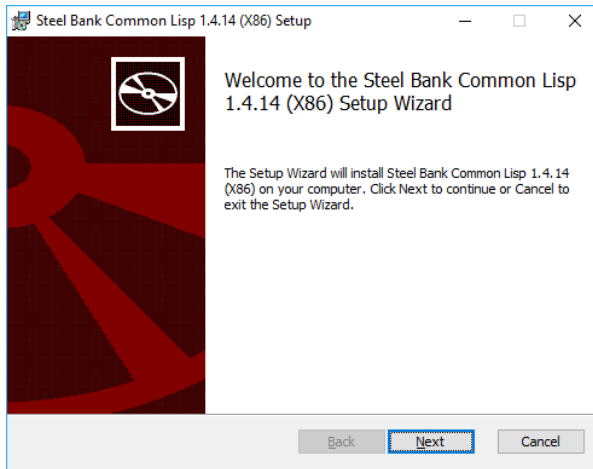 Steel Bank Common Lisp 1.4.14 (X86) Setup
Welcome to the Steel Bank Common Lisp
1.4.14 (X86) Setup Wizard
The Setup Wizard will install Steel Bank Common Lisp 1.4.14
(X86) on your computer. Click Next to continue or Cancel to
exit the Setup Wizard.
Back Next Cancel